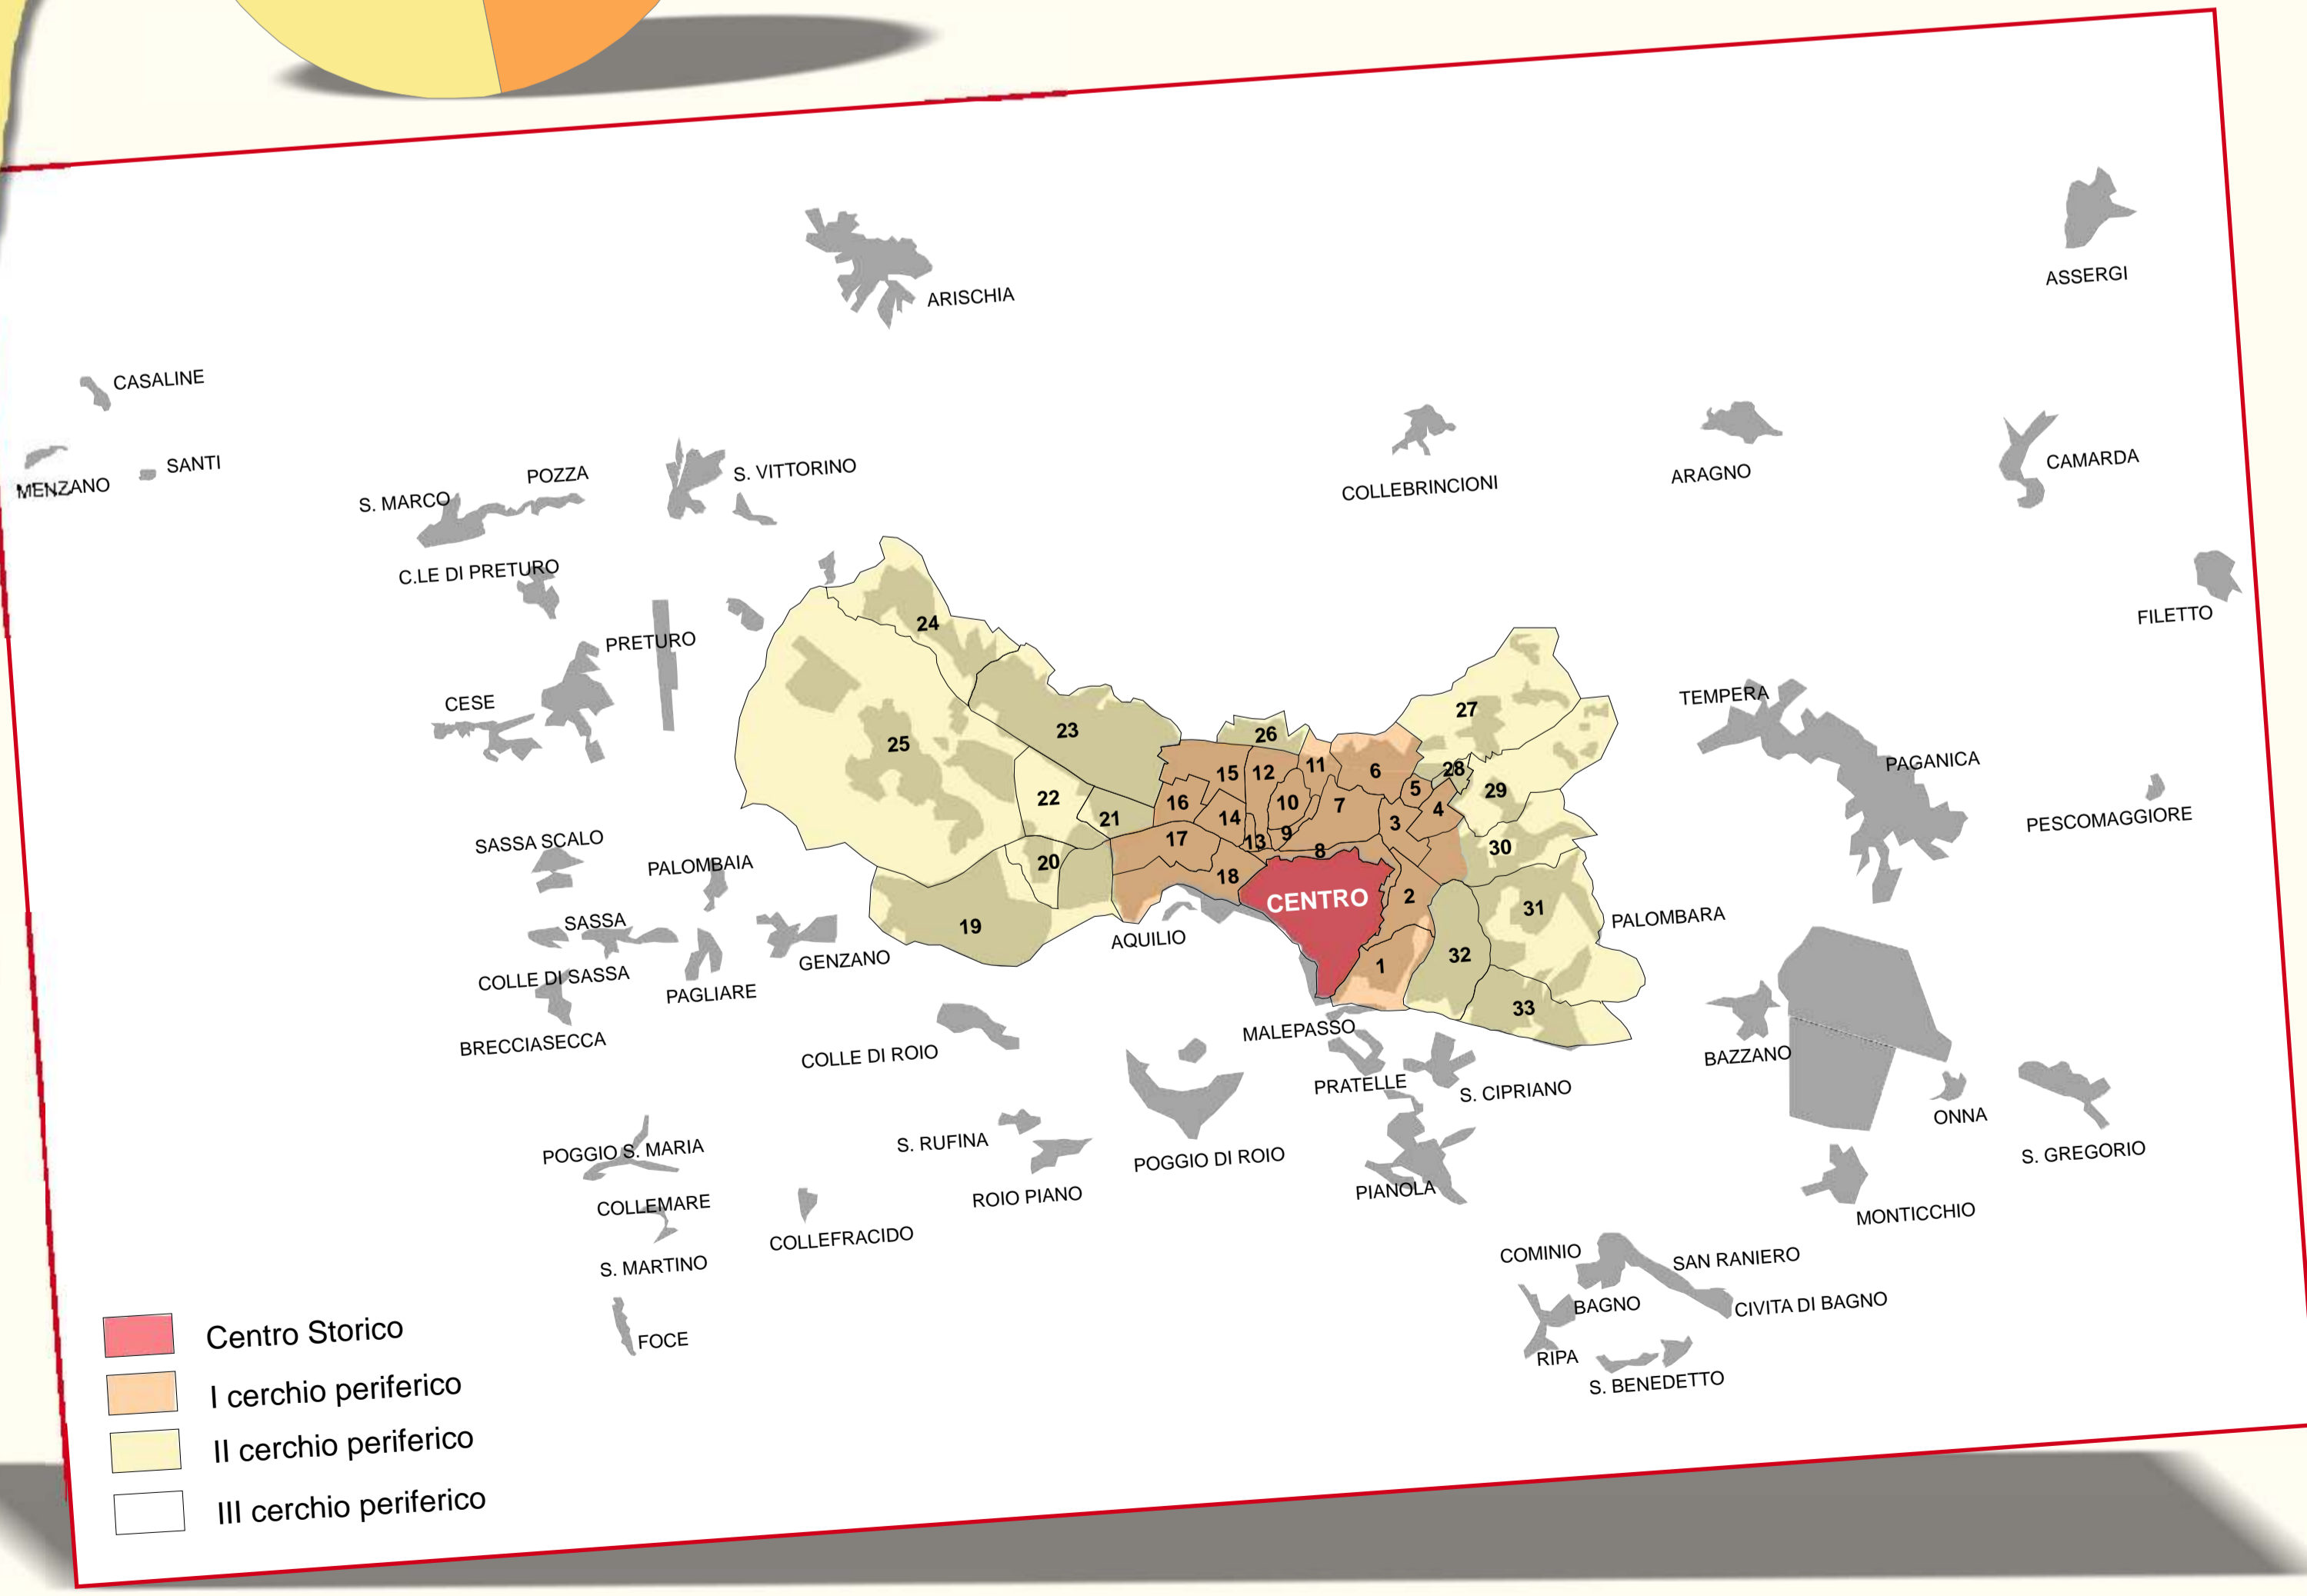 ASSERGI
ARISCHIA
CASALINE
MENZANO
SANTI
S. MARCO
POZZA
S. VITTORINO
COLLEBRINCIONI
ARAGNO
CAMARDA
C.LE DI PRETURO
FILETTO
PRETURO
CESE
24
23
25
22
21
20
19
26
27
28
29
30
31
32
33
15
12
11
6
5
4
16
14
10
7
3
13
9
8
17
18
2
1
CENTRO
TEMPERA
PAGANICA
PESCOMAGGIORE
SASSA SCALO
PALOMBAIA
SASSA
COLLE DI SASSA
PAGLIARE
GENZANO
AQUILIO
PALOMBARA
BRECCIASECCA
COLLE DI ROIO
MALEPASSO
PRATELLE
S. CIPRIANO
BAZZANO
ONNA
S. GREGORIO
POGGIO S. MARIA
S. RUFINA
POGGIO DI ROIO
ROIO PIANO
PIANOLA
MONTICCHIO
COLLEMARE
COLLEFRACIDO
S. MARTINO
FOCE
COMINIO
SAN RANIERO
BAGNO
CIVITA DI BAGNO
RIPA
S. BENEDETTO
Centro Storico
I cerchio periferico
II cerchio periferico
III cerchio periferico